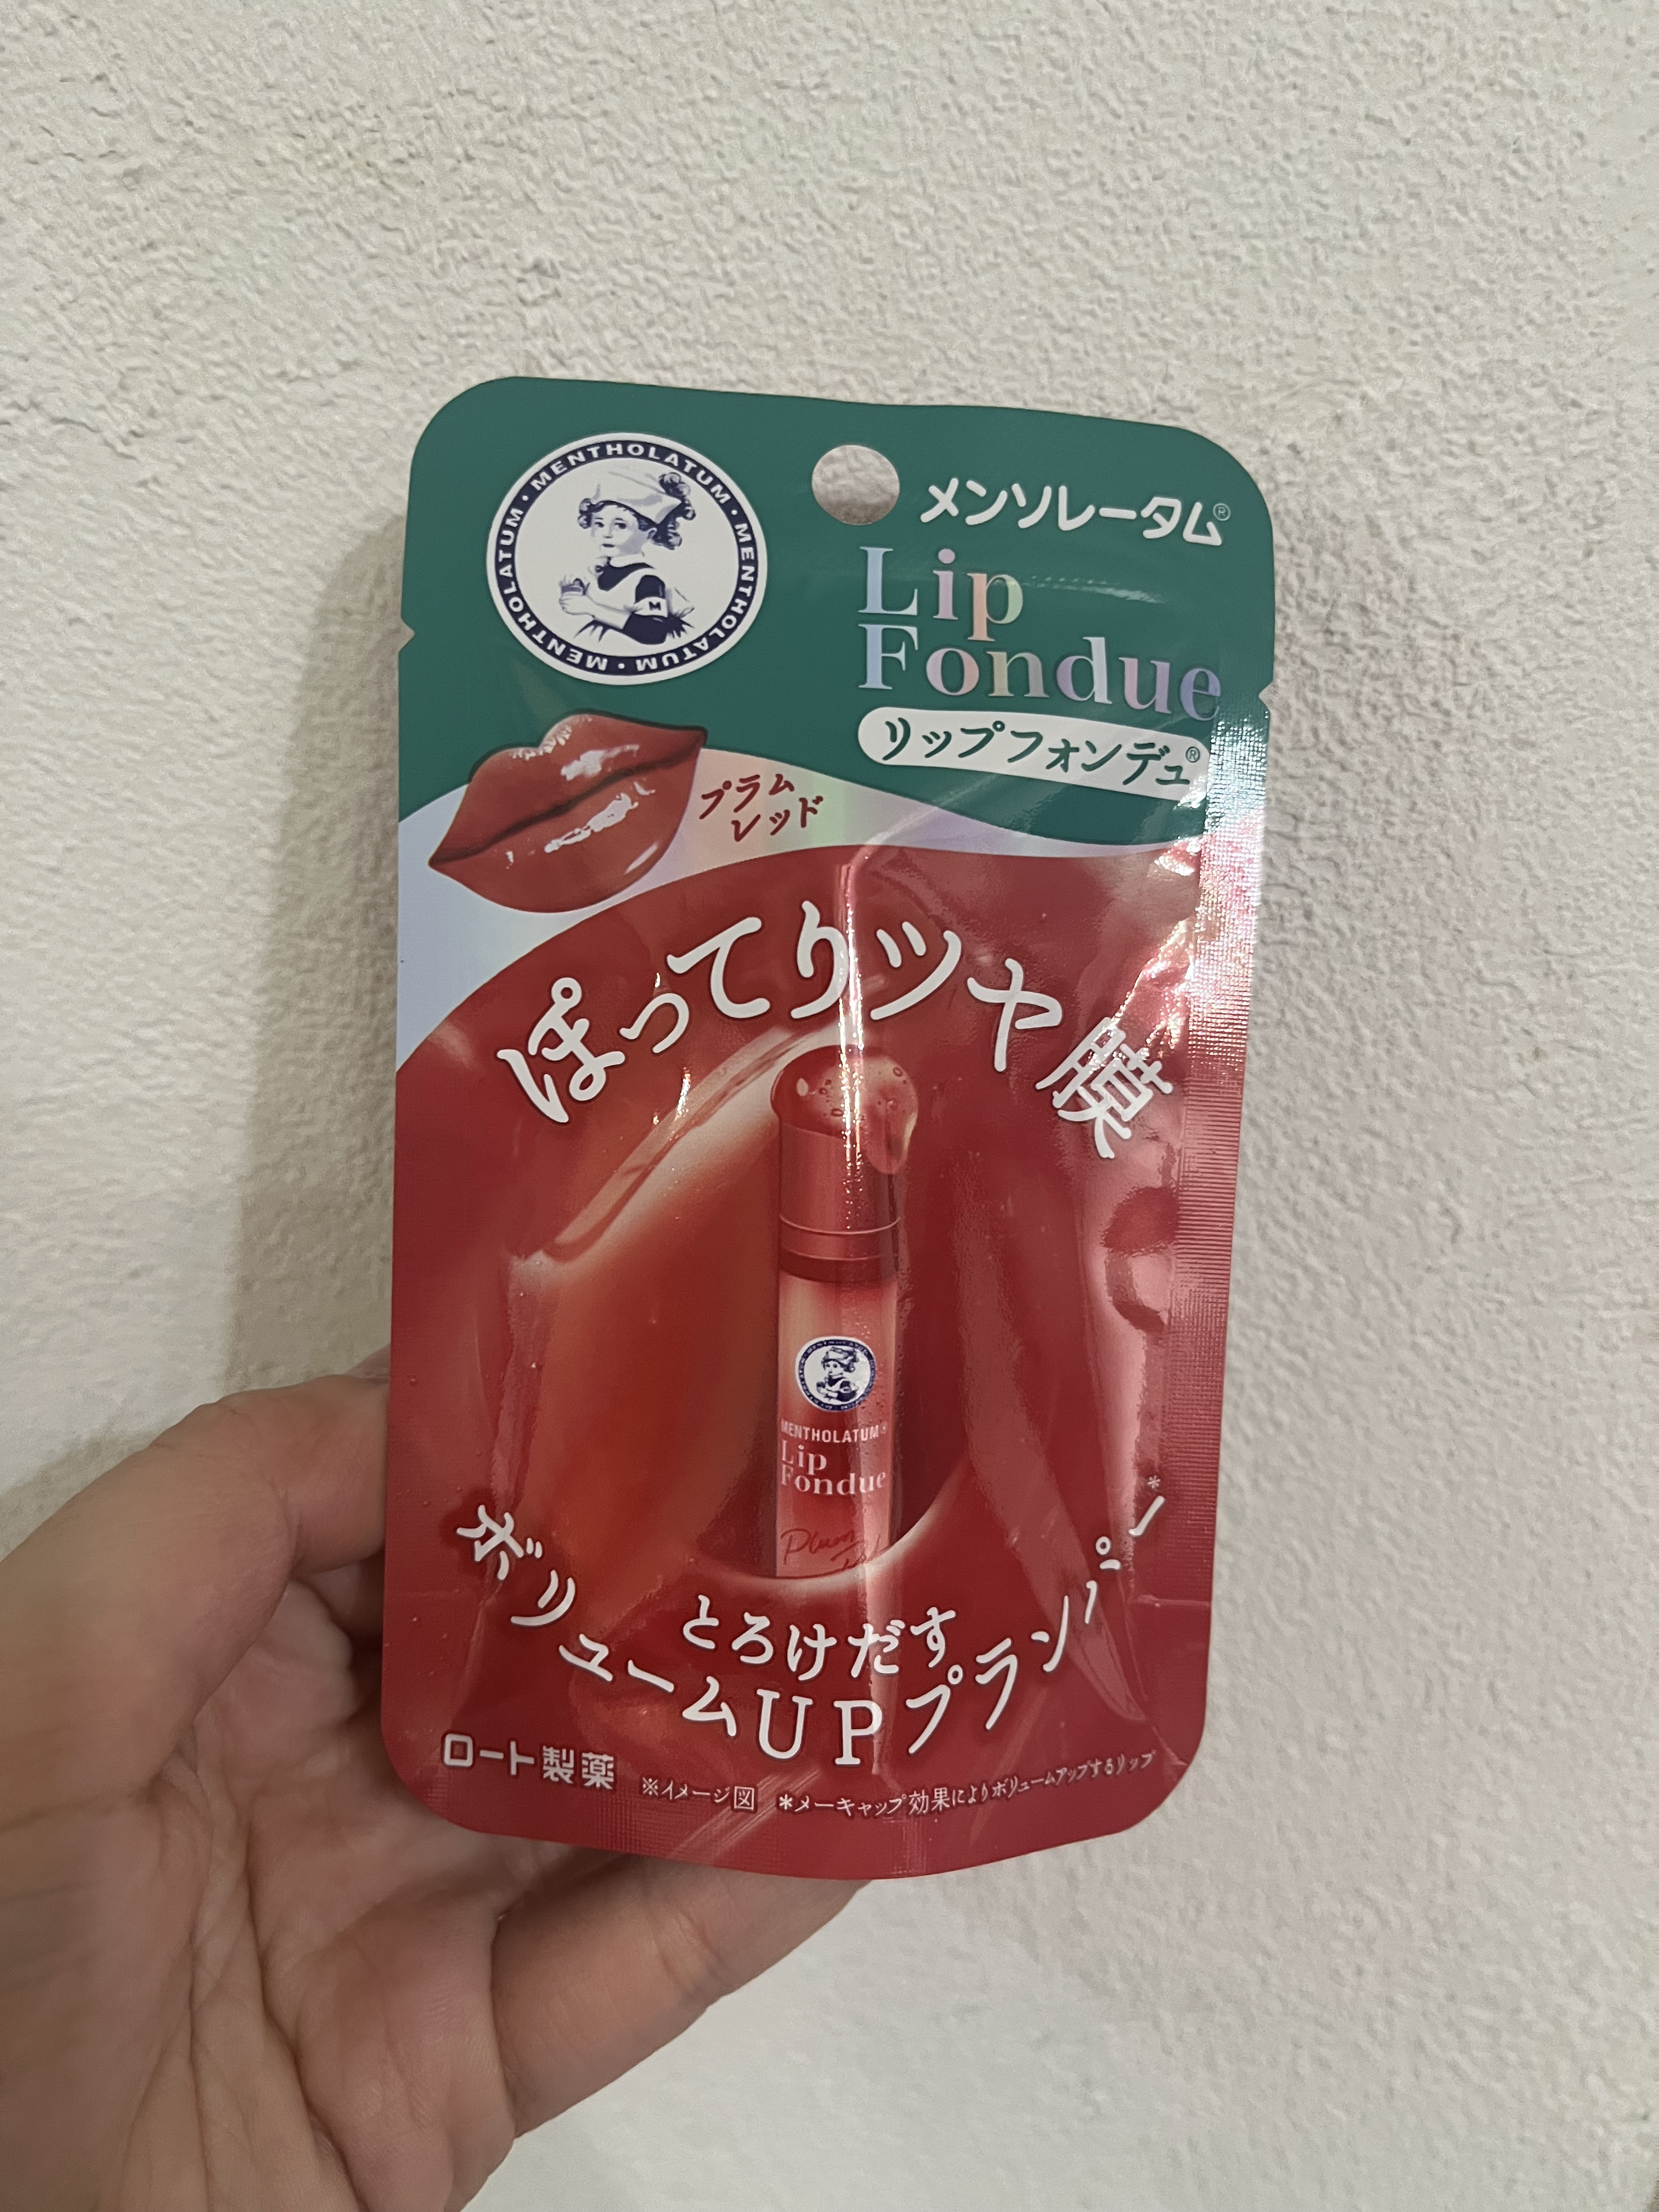 MENTHOLATUM・MENTHOLATUM・MENTHOLATUM・MENTHOLATUM・
M
メンソレータム®
Lip
Fondue
リップフォンデュ®
プラム
レッド
ぽってりツヤ膜
MENTHOLATUM®
Lip
Fondue
Plum
とろけだす
ボリュームUPプランパー*
ロート製薬
※イメージ図
*メーキャップ効果によりボリュームアップするリップ